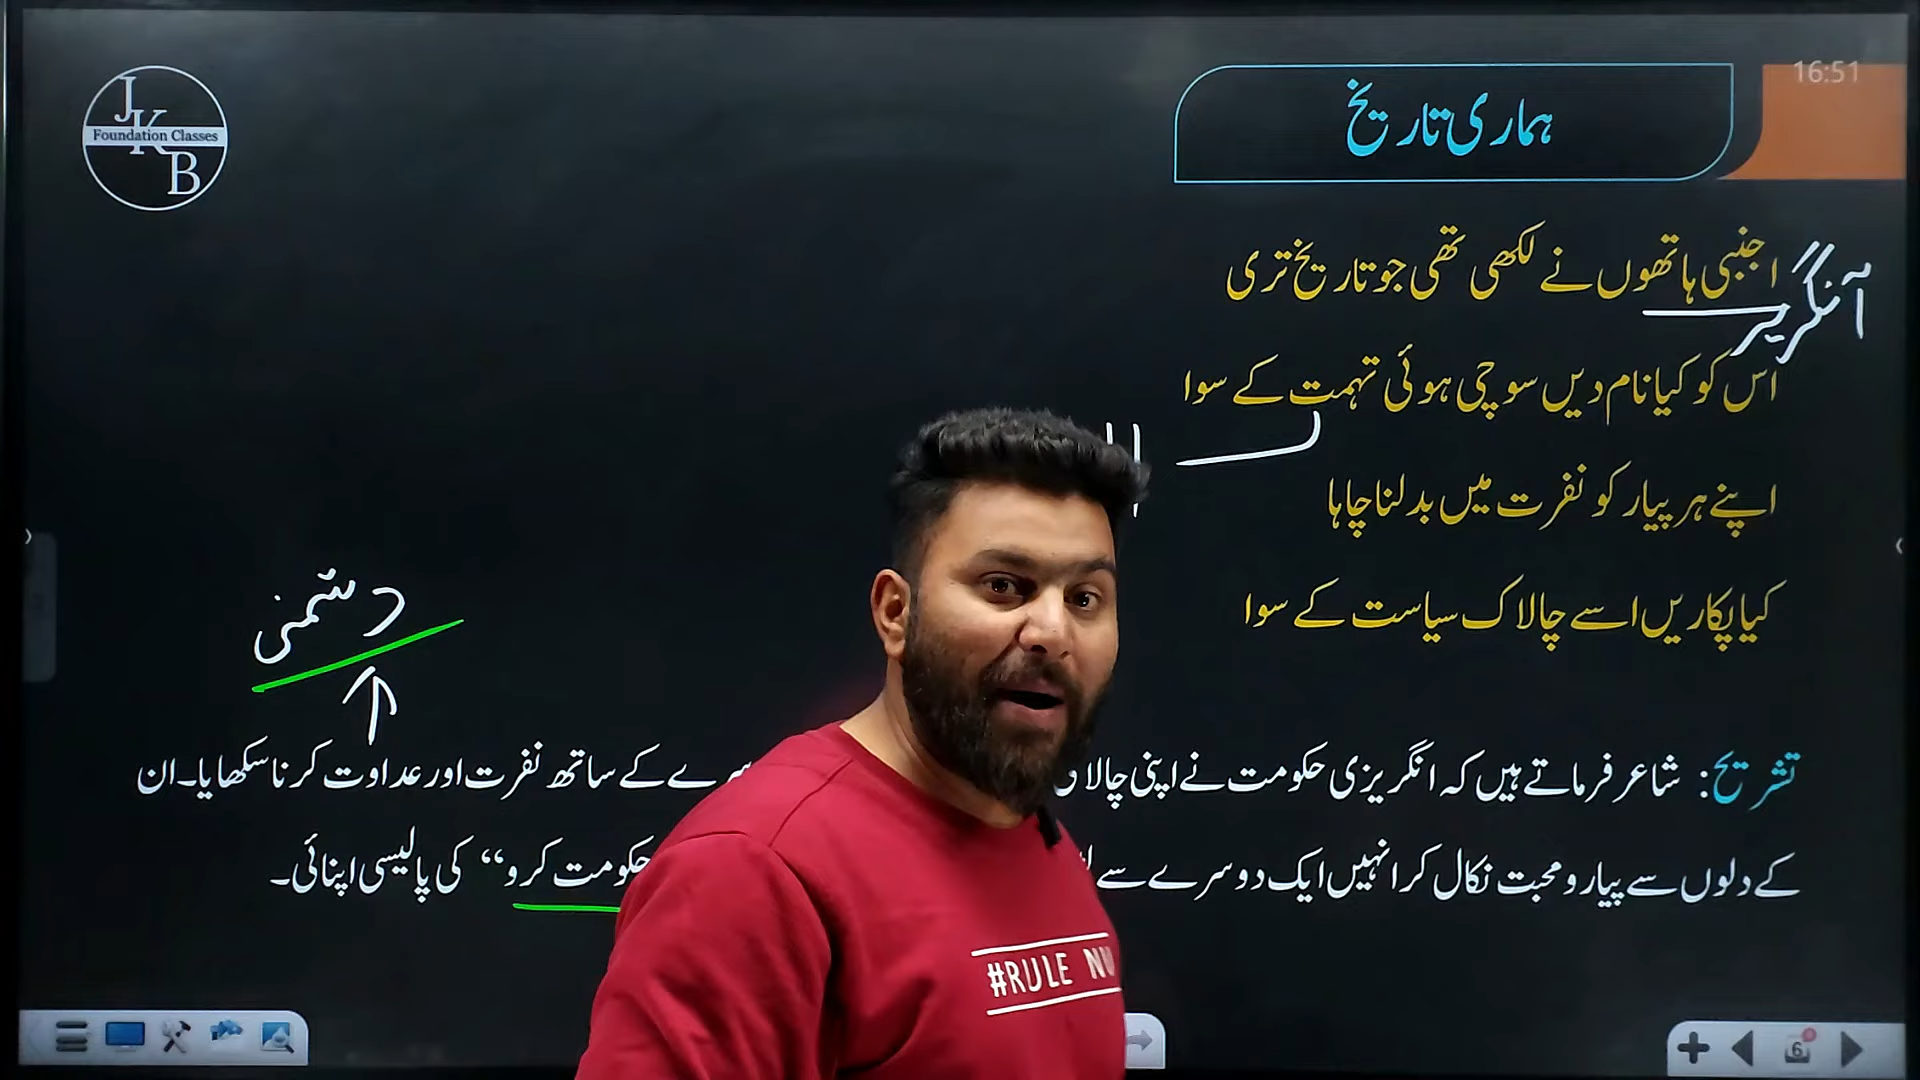 J
K
Foundation Classes
B
16:51
ہماری تاریخ
اجنبی ہاتھوں نے لکھی تھی جو تاریخ تری
آنگریز
اس کو کیا نام دیں سوچی ہوئی تہمت کے سوا
اپنے ہر پیار کو نفرت میں بدلنا چاہا
کیا پکاریں اسے چالاک سیاست کے سوا
دشمنی
تشریح: شاعر فرماتے ہیں کہ انگریزی حکومت نے اپنی کے ساتھ نفرت اور عداوت کرنا سکھایا۔ ان
کے دلوں سے پیار و محبت نکال کر انہیں ایک دوسرے سے حکومت کرو“ کی پالیسی اپنائی۔
#RULE
6